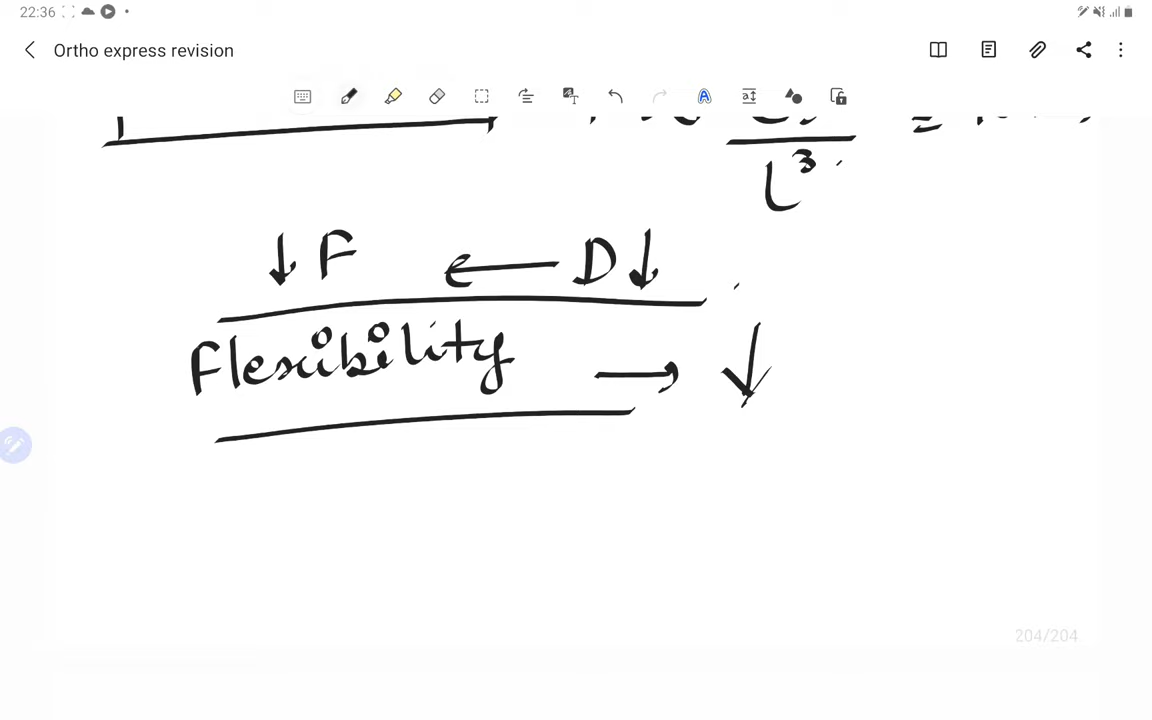 22:36
Ortho express revision
L³
↓ F ← D ↓
Flexibility → ↓
204/204